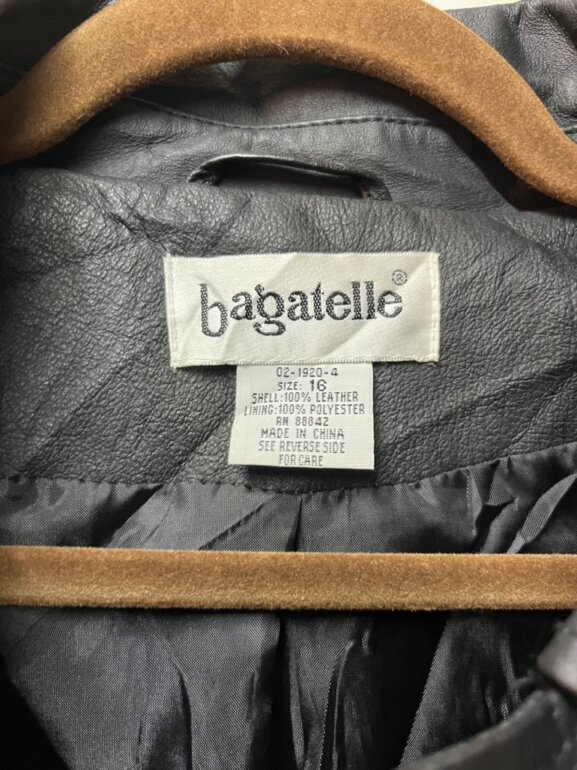 bagatelle®
02-1920-4
SIZE: 16
SHELL:100% LEATHER
LINING:100% POLYESTER
RN 88842
MADE IN CHINA
SEE REVERSE SIDE
FOR CARE